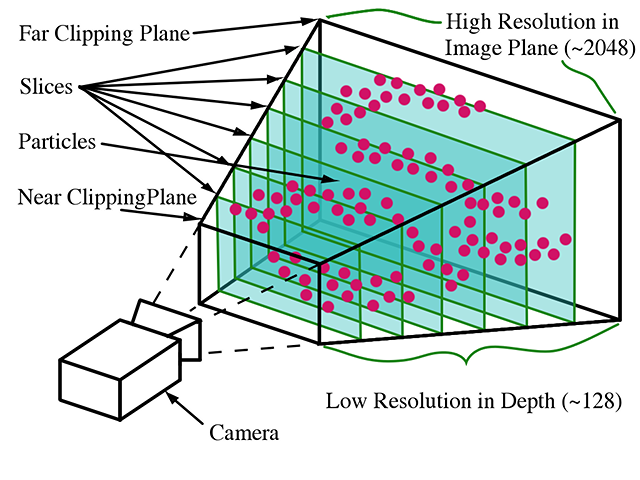 Far Clipping Plane
High Resolution in
Image Plane (~2048)
Slices
Particles
Near ClippingPlane
Low Resolution in Depth (~128)
Camera